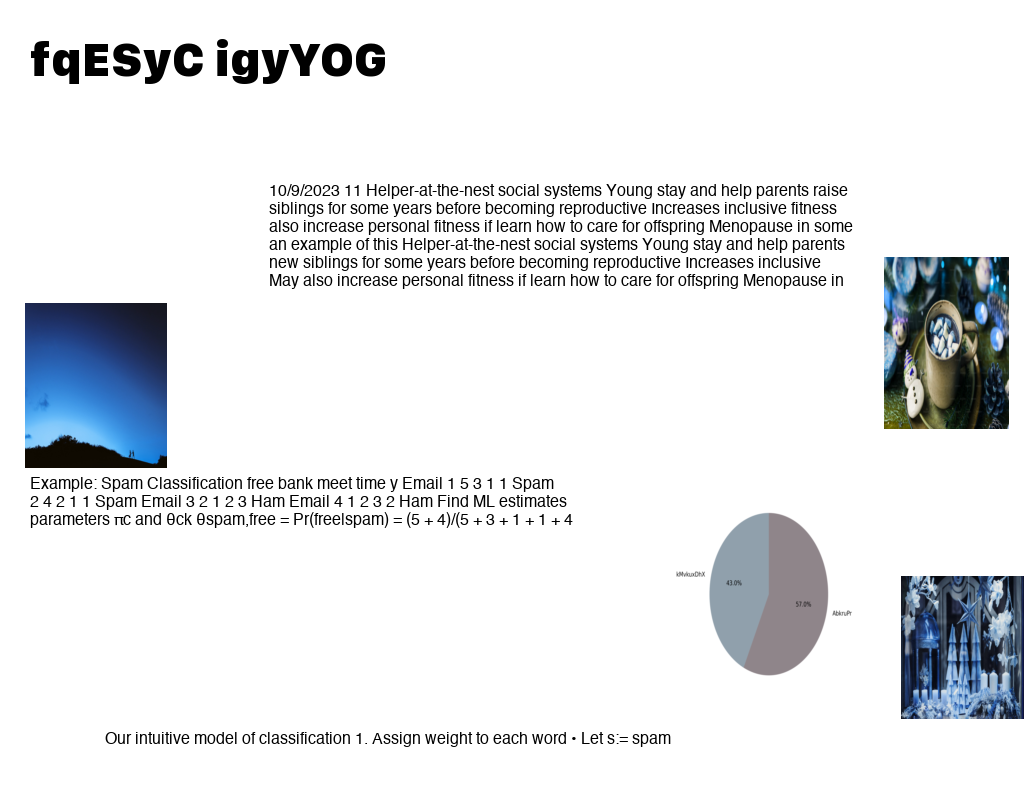 fqESyC igyYOG
10/9/2023 11 Helper-at-the-nest social systems Young stay and help parents raise
siblings for some years before becoming reproductive Increases inclusive fitness
also increase personal fitness if learn how to care for offspring Menopause in some
an example of this Helper-at-the-nest social systems Young stay and help parents
new siblings for some years before becoming reproductive Increases inclusive
May also increase personal fitness if learn how to care for offspring Menopause in
Example: Spam Classification free bank meet time y Email 1 5 3 1 1 Spam
2 4 2 1 1 Spam Email 3 2 1 2 3 Ham Email 4 1 2 3 2 Ham Find ML estimates
parameters πc and θck θspam,free = Pr(free|spam) = (5 + 4)/(5 + 3 + 1 + 1 + 4
kMvkuxDhX
43.0%
57.0%
AbkruPr
Our intuitive model of classification 1. Assign weight to each word • Let s:= spam